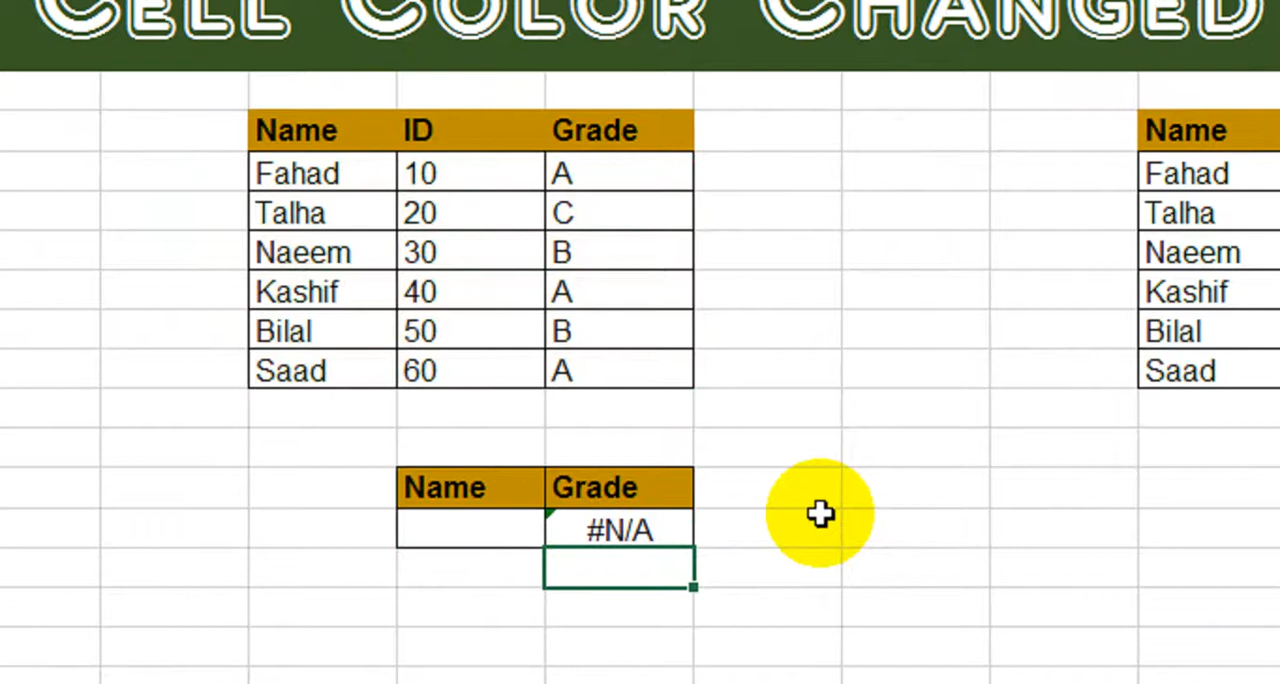 CELL COLOR CHANGED
Name ID Grade
Fahad 10 A
Talha 20 C
Naeem 30 B
Kashif 40 A
Bilal 50 B
Saad 60 A
Name Grade
#N/A
Name
Fahad
Talha
Naeem
Kashif
Bilal
Saad